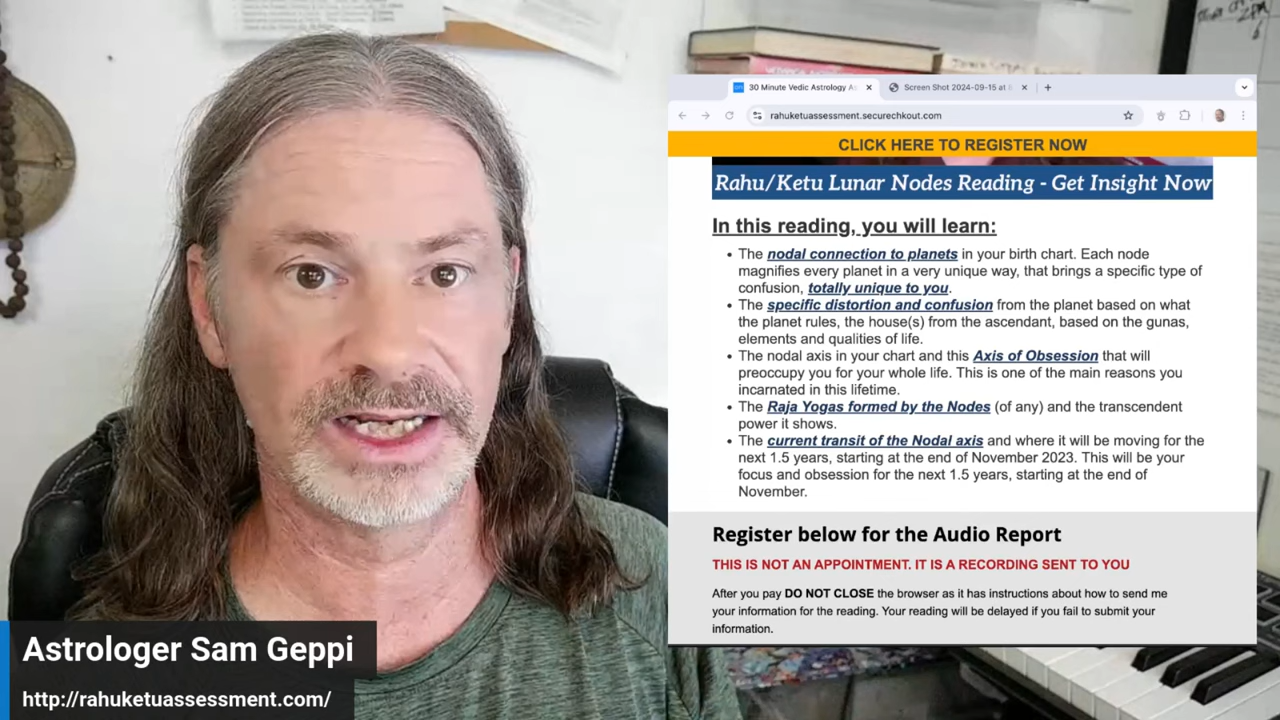 30 Minute Vedic Astrology As
Screen Shot 2024-09-15 at
rahuketuassessment.securechkout.com
CLICK HERE TO REGISTER NOW
Rahu/Ketu Lunar Nodes Reading - Get Insight Now
In this reading, you will learn:
• The nodal connection to planets in your birth chart. Each node
magnifies every planet in a very unique way, that brings a specific type of
confusion, totally unique to you.
• The specific distortion and confusion from the planet based on what
the planet rules, the house(s) from the ascendant, based on the gunas,
elements and qualities of life.
• The nodal axis in your chart and this Axis of Obsession that will
preoccupy you for your whole life. This is one of the main reasons you
incarnated in this lifetime.
• The Raja Yogas formed by the Nodes (of any) and the transcendent
power it shows.
• The current transit of the Nodal axis and where it will be moving for the
next 1.5 years, starting at the end of November 2023. This will be your
focus and obsession for the next 1.5 years, starting at the end of
November.
Register below for the Audio Report
THIS IS NOT AN APPOINTMENT. IT IS A RECORDING SENT TO YOU
After you pay DO NOT CLOSE the browser as it has instructions about how to send me
your information for the reading. Your reading will be delayed if you fail to submit your
information.
Astrologer Sam Geppi
http://rahuketuassessment.com/